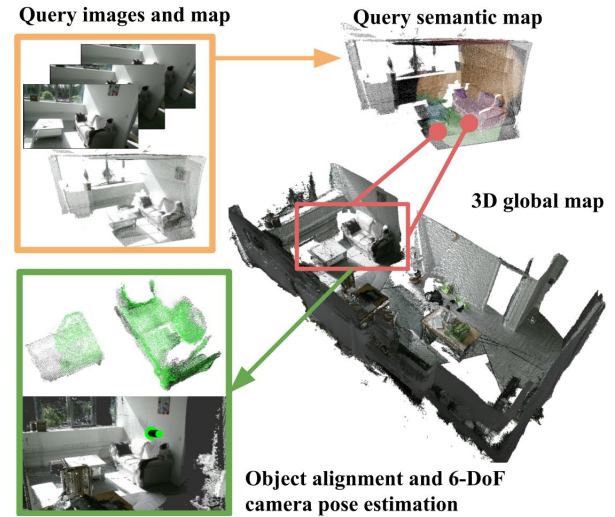 Query images and map
Query semantic map
3D global map
Object alignment and 6-DoF
camera pose estimation